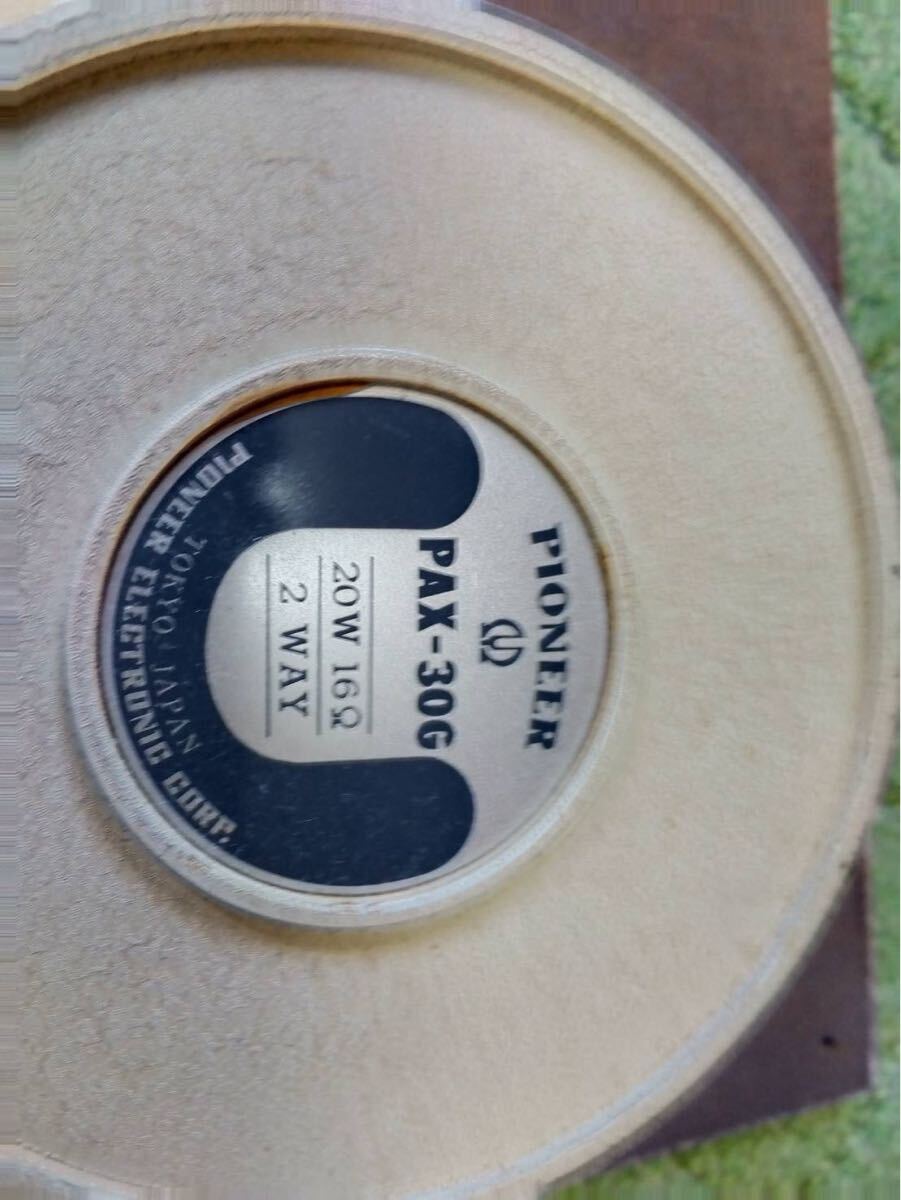 PIONEER
PAX-30G
20W 16Ω
2 WAY
TOKYO, JAPAN
PIONEER ELECTRONIC CORP.